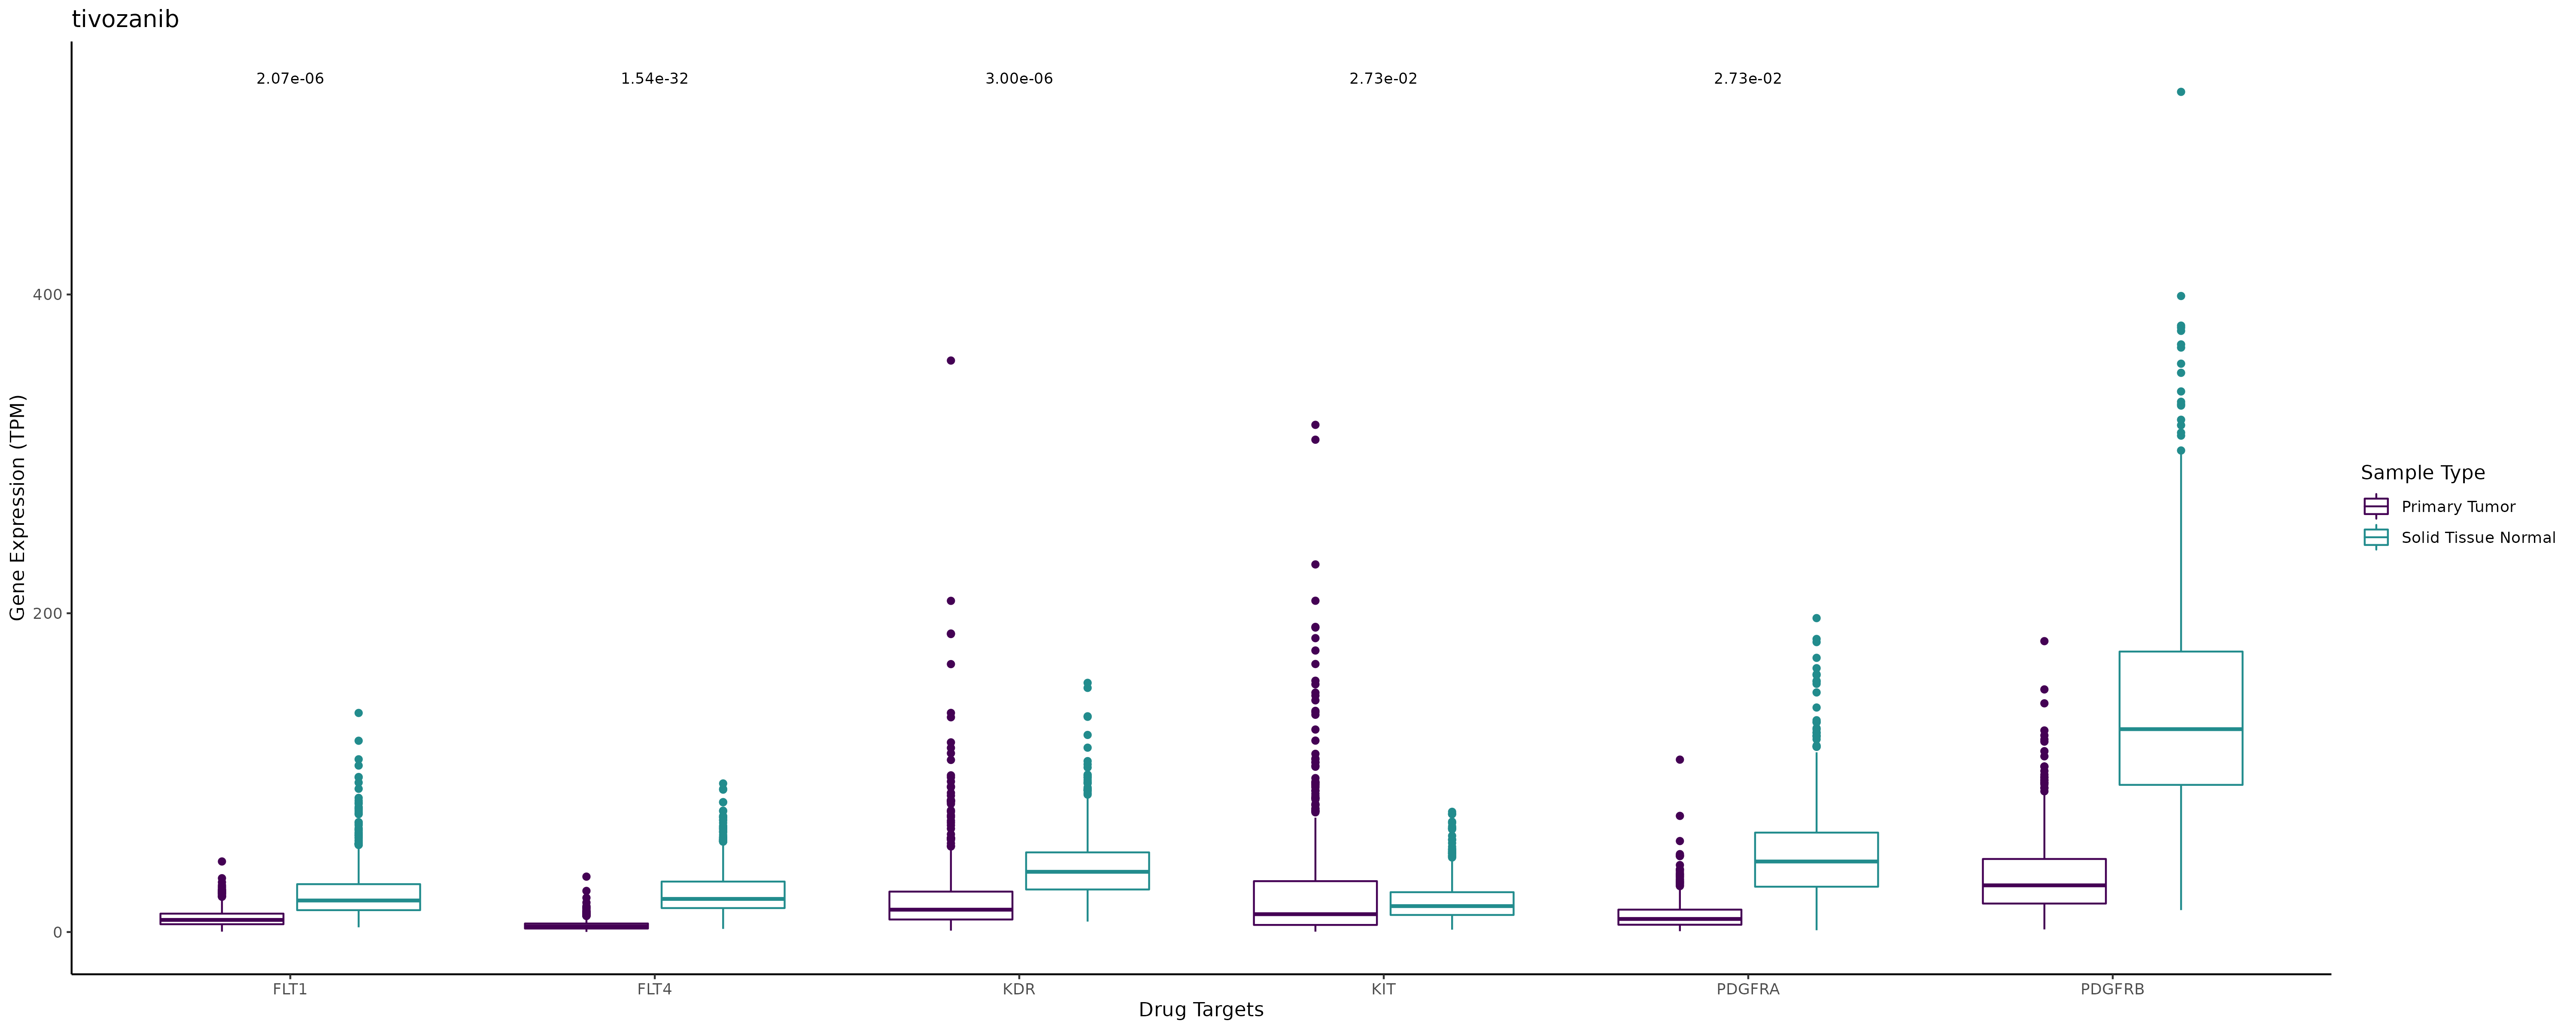 tivozanib
2.07e-06 1.54e-32 3.00e-06 2.73e-02 2.73e-02
400
200
0
Gene Expression (TPM)
FLT1 FLT4 KDR KIT PDGFRA PDGFRB
Drug Targets
Sample Type
Primary Tumor
Solid Tissue Normal